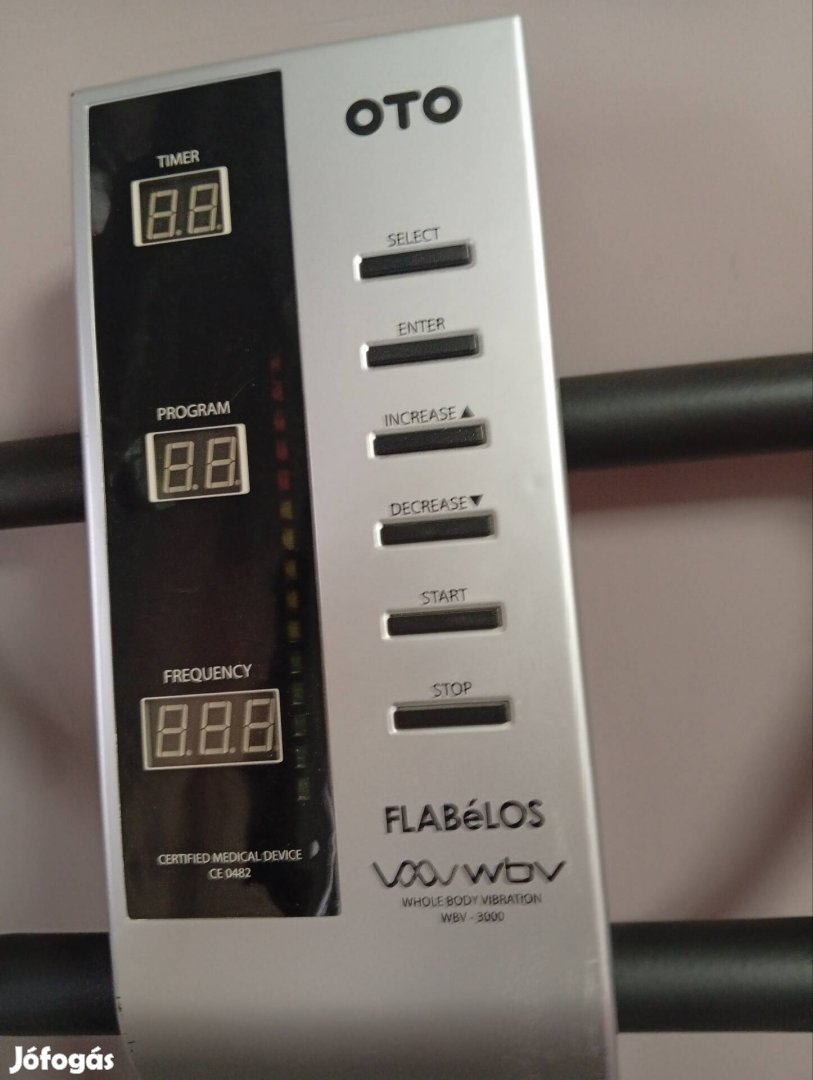 OTO
TIMER
SELECT
ENTER
PROGRAM
INCREASE ▲
DECREASE ▼
START
FREQUENCY
STOP
FLABéLOS
wbv
CERTIFIED MEDICAL DEVICE
CE 0482
WHOLE BODY VIBRATION
WBV - 3000
Jófogás